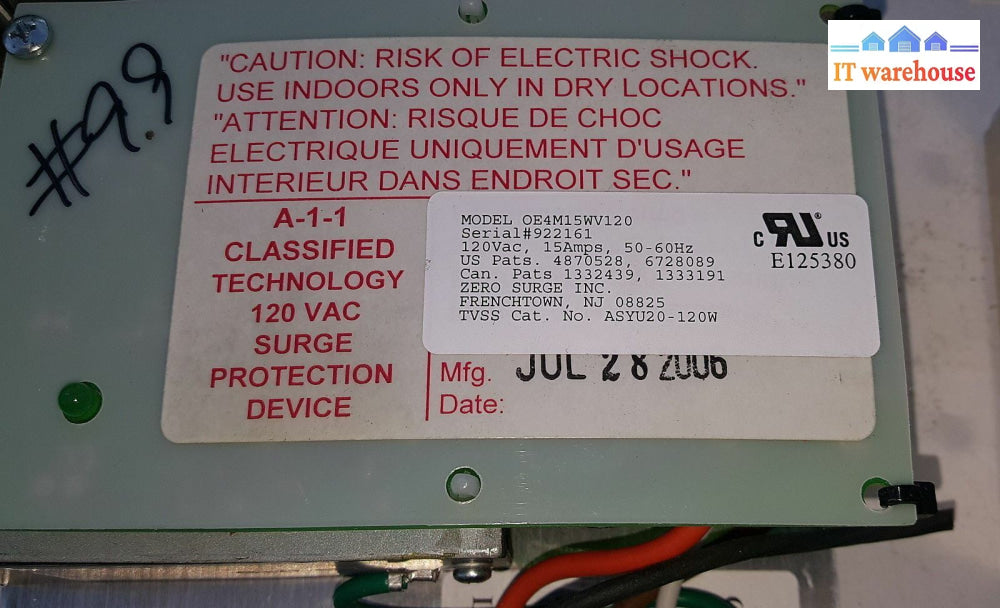 IT warehouse
#99
"CAUTION: RISK OF ELECTRIC SHOCK.
USE INDOORS ONLY IN DRY LOCATIONS."
"ATTENTION: RISQUE DE CHOC
ELECTRIQUE UNIQUEMENT D'USAGE
INTERIEUR DANS ENDROIT SEC."
A-1-1
CLASSIFIED
TECHNOLOGY
120 VAC
SURGE
PROTECTION
DEVICE
MODEL OE4M15WV120
Serial#922161
120Vac, 15Amps, 50-60Hz
US Pats. 4870528, 6728089
Can. Pats 1332439, 1333191
ZERO SURGE INC.
FRENCHTOWN, NJ 08825
TVSS Cat. No. ASYU20-120W
c RU® US
E125380
Mfg. JUL 28 2006
Date: